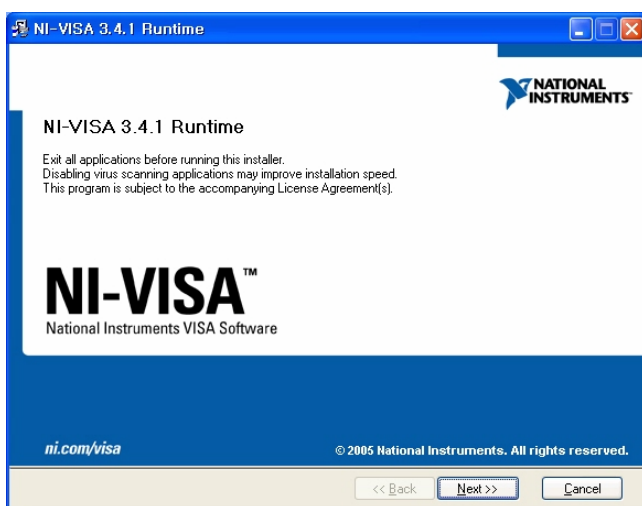 NI-VISA 3.4.1 Runtime
NATIONAL
INSTRUMENTS
NI-VISA 3.4.1 Runtime
Exit all applications before running this installer.
Disabling virus scanning applications may improve installation speed.
This program is subject to the accompanying License Agreement(s).
NI-VISA™
National Instruments VISA Software
ni.com/visa
© 2005 National Instruments. All rights reserved.
<< Back
Next >>
Cancel